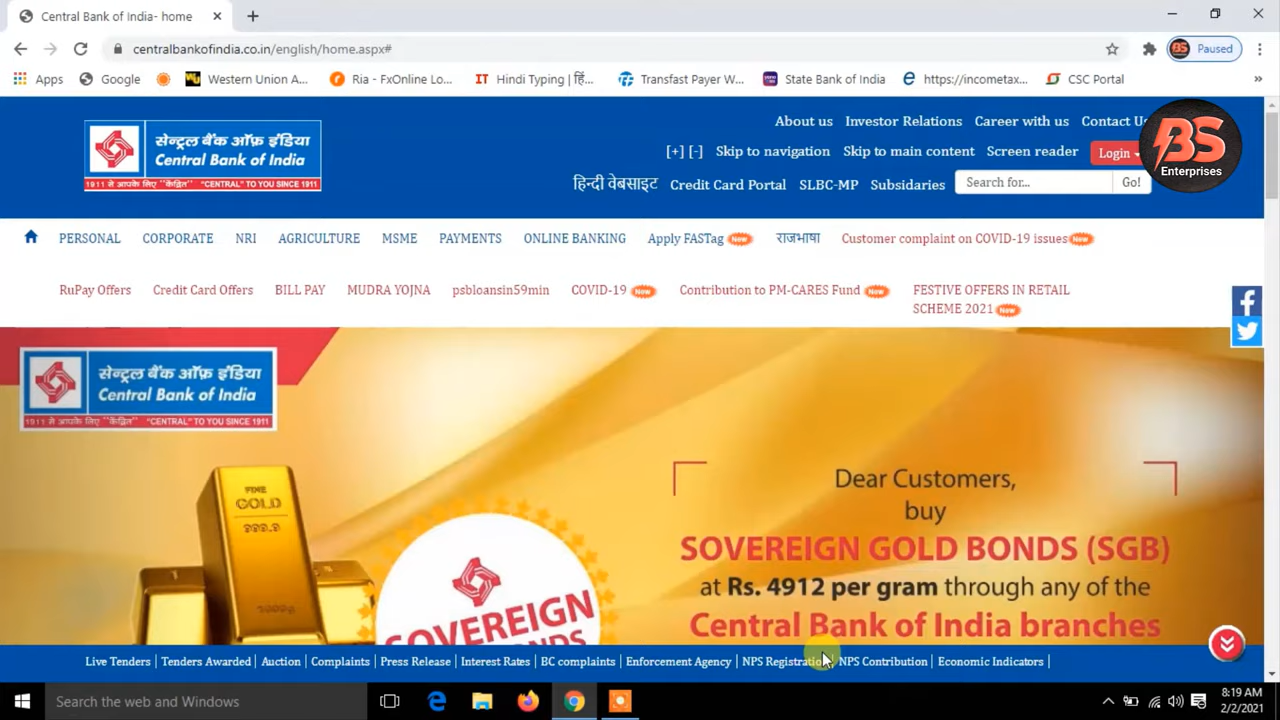 Central Bank of India- home
centralbankofindia.co.in/english/home.aspx#
Paused
Apps Google Western Union A... Ria - FxOnline Lo... Hindi Typing | हिं... Transfast Payer W... State Bank of India https://incometax... CSC Portal
सेन्ट्रल बैंक ऑफ़ इंडिया
Central Bank of India
1911 से आपके लिए "केंद्रित" "CENTRAL" TO YOU SINCE 1911
About us Investor Relations Career with us Contact Us
[+] [-] Skip to navigation Skip to main content Screen reader Login
हिन्दी वेबसाइट Credit Card Portal SLBC-MP Subsidaries Search for... Go!
BS
Enterprises
PERSONAL CORPORATE NRI AGRICULTURE MSME PAYMENTS ONLINE BANKING Apply FASTag New राजभाषा Customer complaint on COVID-19 issues New
RuPay Offers Credit Card Offers BILL PAY MUDRA YOJNA psbloansin59min COVID-19 New Contribution to PM-CARES Fund New FESTIVE OFFERS IN RETAIL
SCHEME 2021 New
सेन्ट्रल बैंक ऑफ़ इंडिया
Central Bank of India
1911 से आपके लिए "केंद्रित" "CENTRAL" TO YOU SINCE 1911
FINE
GOLD
999.9
SOVEREIGN
Dear Customers,
buy
SOVEREIGN GOLD BONDS (SGB)
at Rs. 4912 per gram through any of the
Central Bank of India branches
Live Tenders | Tenders Awarded | Auction | Complaints | Press Release | Interest Rates | BC complaints | Enforcement Agency | NPS Registration | NPS Contribution | Economic Indicators |
Search the web and Windows
8:19 AM
2/2/2021